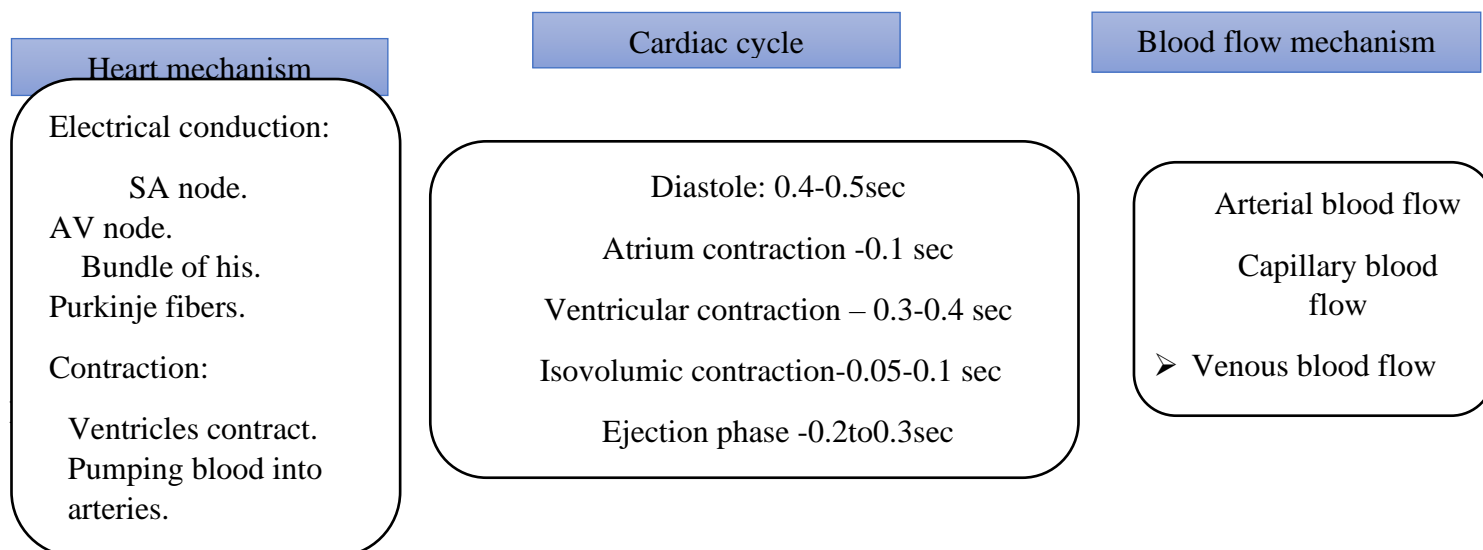 Heart mechanism
Electrical conduction:
SA node.
AV node.
Bundle of his.
Purkinje fibers.
Contraction:
Ventricles contract.
Pumping blood into
arteries.
Cardiac cycle
Diastole: 0.4-0.5sec
Atrium contraction -0.1 sec
Ventricular contraction – 0.3-0.4 sec
Isovolumic contraction-0.05-0.1 sec
Ejection phase -0.2to0.3sec
Blood flow mechanism
Arterial blood flow
Capillary blood
flow
➢ Venous blood flow